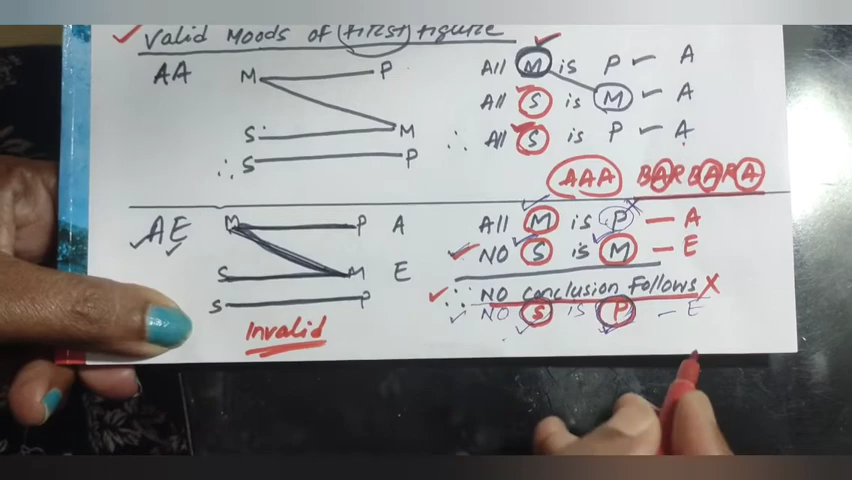 Valid Moods of first figure
AA M P All M is P - A
S M All S is M - A
∴ S P ∴ All S is P - A
AAA BARBARA
AE M P A All M is P - A
S M E NO S is M - E
S P ∴ NO conclusion follows X
Invalid NO S is P - E